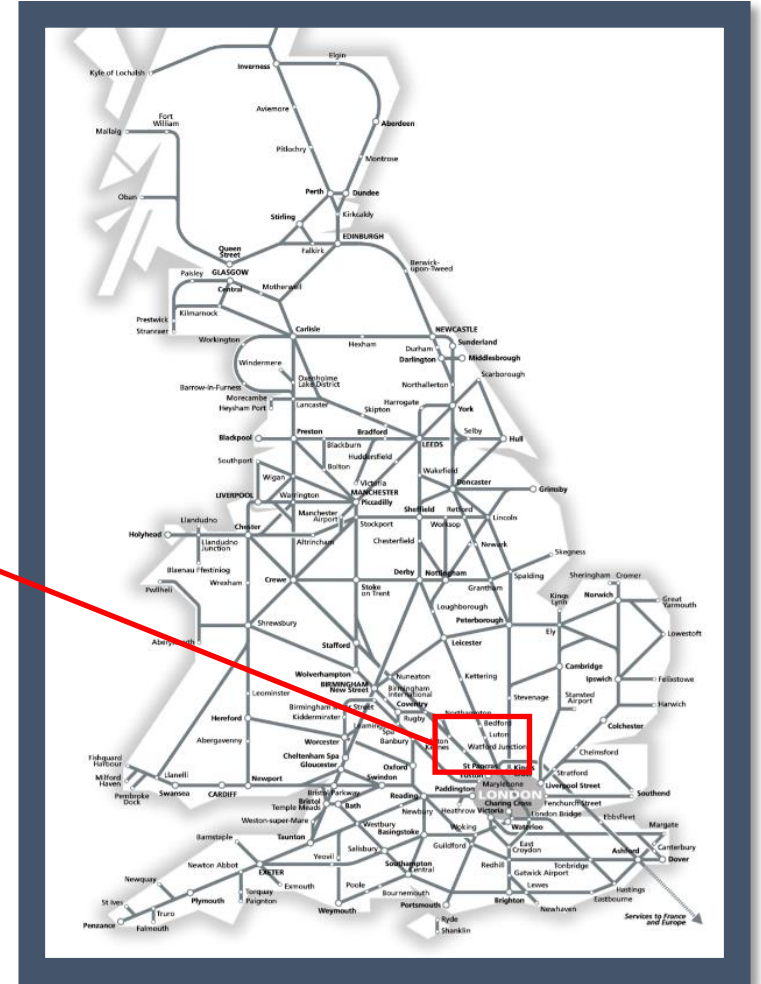 Elgin
Inverness
Kyle of Lochalsh
Aviemore
Fort
William
Mallaig
Aberdeen
Pitlochry
Montrose
Perth
Dundee
Oban
Stirling
Kirkcaldy
EDINBURGH
Queen
Street
Falkirk
Berwick-
upon-Tweed
Paisley
GLASGOW
Central
Motherwell
Kilmarnock
Prestwick
Stranraer
Carlisle
NEWCASTLE
Workington
Hexham
Sunderland
Durham
Darlington
Middlesbrough
Windermere
Scarborough
Oxenholme
Lake District
Barrow-in-Furness
Northallerton
Morecambe
Lancaster
Harrogate
Heysham Port
Skipton
York
Blackpool
Preston
Bradford
Selby
Blackburn
LEEDS
Hull
Huddersfield
Southport
Bolton
Wakefield
Wigan
Victoria
Doncaster
MANCHESTER
Grimsby
LIVERPOOL
Warrington
Piccadilly
Manchester
Airport
Sheffield
Retford
Llandudno
Stockport
Worksop
Lincoln
Holyhead
Chester
Llandudno
Junction
Altrincham
Chesterfield
Newark
Skegness
Blaenau Ffestiniog
Derby
Nottingham
Spalding
Sheringham
Cromer
Pwllheli
Wrexham
Crewe
Stoke
on Trent
Grantham
Kings
Lynn
Norwich
Great
Yarmouth
Loughborough
Peterborough
Shrewsbury
Ely
Lowestoft
Stafford
Leicester
Wolverhampton
Cambridge
BIRMINGHAM
New Street
Nuneaton
Kettering
Ipswich
Felixstowe
Birmingham
International
Leominster
Stevenage
Stansted
Airport
Harwich
Coventry
Kidderminster
Rugby
Bedford
Hereford
Colchester
Luton
Worcester
Banbury
Watford Junction
Abergavenny
Chelmsford
Cheltenham Spa
Gloucester
Oxford
St Pancras
Fishguard
Harbour
Stratford
Milford
Haven
Llanelli
Newport
Swindon
Marylebone
Liverpool Street
Pembroke
Dock
Swansea
CARDIFF
Paddington
LONDON
Southend
Reading
Bristol
Temple Meads
Bath
Charing Cross
Fenchurch Street
Newbury
Heathrow
Victoria
London Bridge
Ebbsfleet
Weston-super-Mare
Westbury
Waterloo
Margate
Barnstaple
Taunton
Basingstoke
Woking
Salisbury
Guildford
East
Croydon
Canterbury
Yeovil
Ashford
Newton Abbot
Southampton
Central
Redhill
Tonbridge
Dover
EXETER
Gatwick Airport
Newquay
Exmouth
Poole
Lewes
Hastings
Torquay
Paignton
Bournemouth
Eastbourne
St Ives
Plymouth
Weymouth
Portsmouth
Brighton
Newhaven
Truro
Penzance
Falmouth
Ryde
Shanklin
Services to France
and Europe